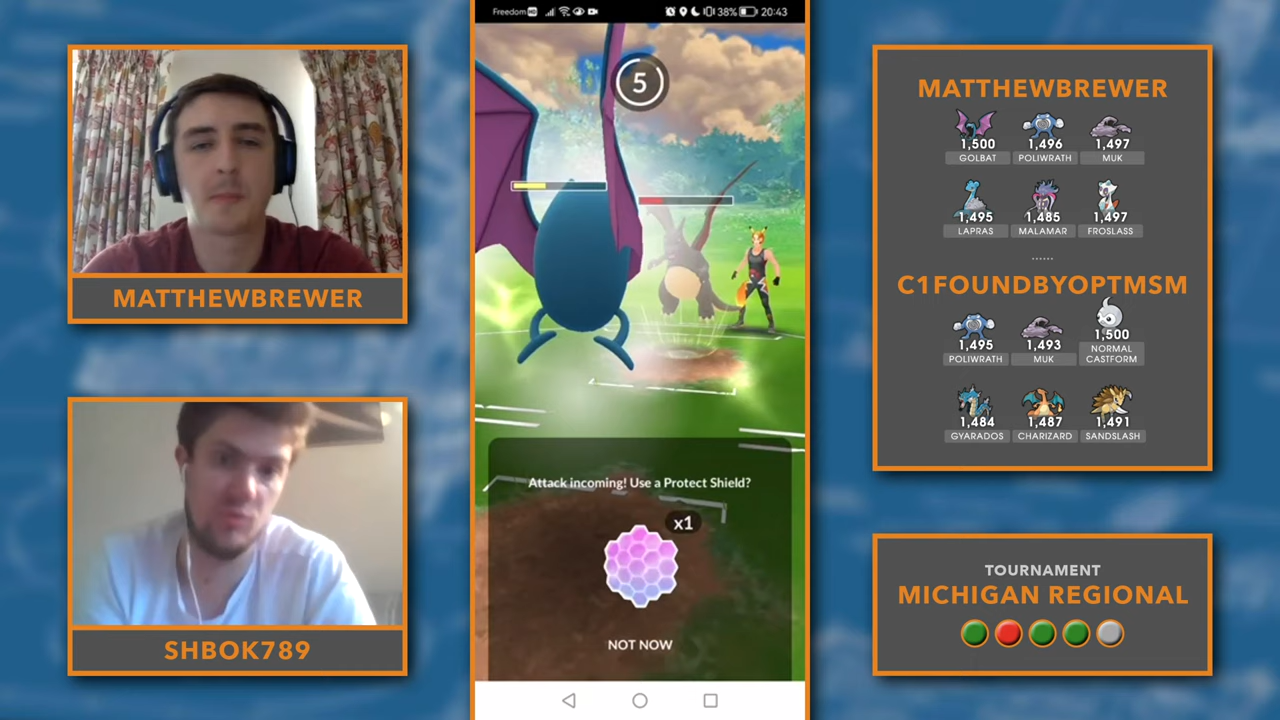 MATTHEWBREWER
SHBOK789
Freedom HD
38% 20:43
5
Attack incoming! Use a Protect Shield?
x1
NOT NOW
MATTHEWBREWER
1,500 1,496 1,497
GOLBAT POLIWRATH MUK
1,495 1,485 1,497
LAPRAS MALAMAR FROSLASS
......
C1FOUNDBYOPTMSM
1,495 1,493 1,500
POLIWRATH MUK NORMAL CASTFORM
1,484 1,487 1,491
GYARADOS CHARIZARD SANDSLASH
TOURNAMENT
MICHIGAN REGIONAL